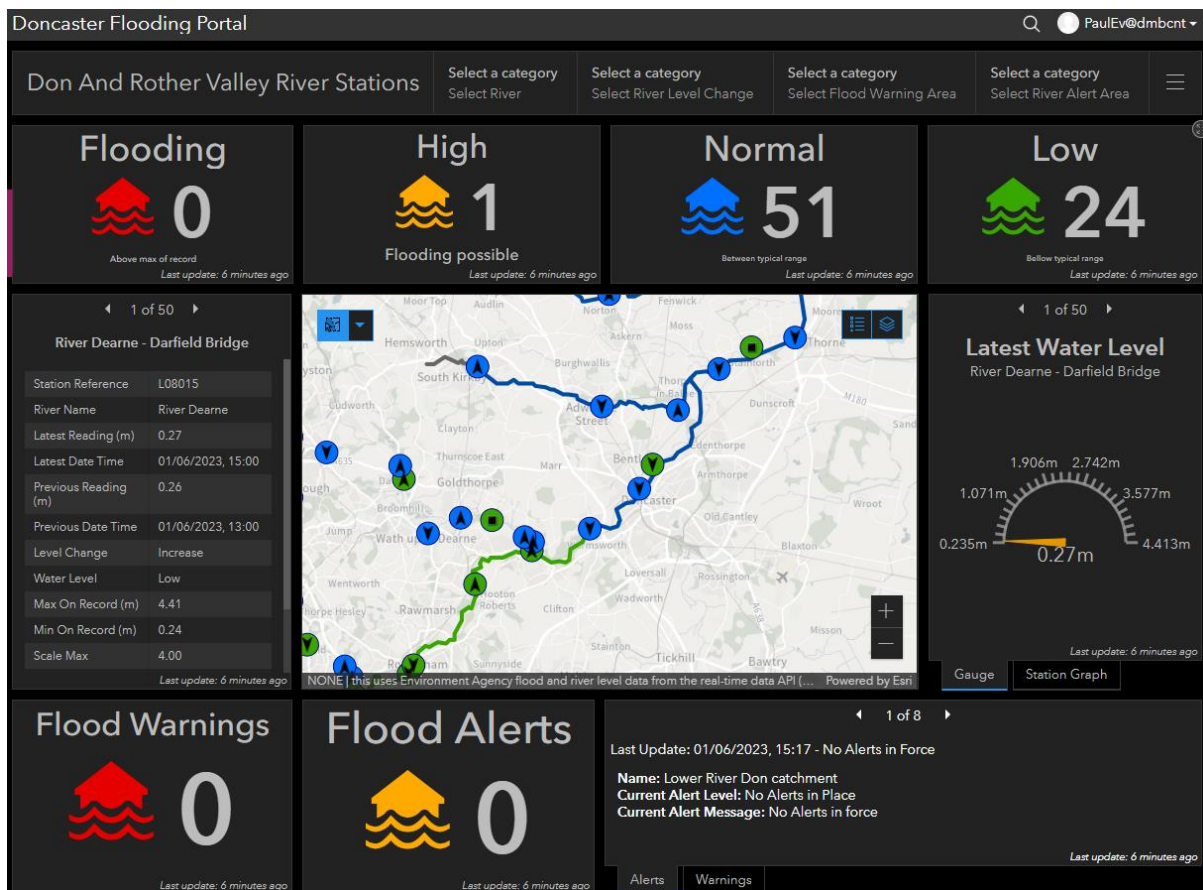 Doncaster Flooding Portal
PaulEv@dmbcnt
Don And Rother Valley River Stations
Select a category
Select River
Select a category
Select River Level Change
Select a category
Select Flood Warning Area
Select a category
Select River Alert Area
Flooding
0
Above max of record
Last update: 6 minutes ago
High
1
Flooding possible
Last update: 6 minutes ago
Normal
51
Between typical range
Last update: 6 minutes ago
Low
24
Bellow typical range
Last update: 6 minutes ago
1 of 50
River Dearne - Darfield Bridge
Station Reference L08015
River Name River Dearne
Latest Reading (m) 0.27
Latest Date Time 01/06/2023, 15:00
Previous Reading (m) 0.26
Previous Date Time 01/06/2023, 13:00
Level Change Increase
Water Level Low
Max On Record (m) 4.41
Min On Record (m) 0.24
Scale Max 4.00
Last update: 6 minutes ago
Moor Top
Audlin
Norton
Fenwick
Askern
Moss
Thorne
Hemsworth
Upton
Burghwallis
South Kirkby
Cudworth
Clayton
Street
Dunscroft
M180
Thurnscoe East
Marr
Goldthorpe
Armthorpe
Wroot
Broomhill
Old Cantley
Jump
Wath up Dearne
Blaxton
Wentworth
Loversall
Rossington
Wadworth
Rawmarsh
Roberts
Clifton
Misson
Stainton
Tickhill
Bawtry
Sunnyside
NONE | this uses Environment Agency flood and river level data from the real-time data API (...
Powered by Esri
1 of 50
Latest Water Level
River Dearne - Darfield Bridge
1.906m 2.742m
1.071m 3.577m
0.235m 4.413m
0.27m
Last update: 6 minutes ago
Gauge
Station Graph
Flood Warnings
0
Last update: 6 minutes ago
Flood Alerts
0
Last update: 6 minutes ago
1 of 8
Last Update: 01/06/2023, 15:17 - No Alerts in Force
Name: Lower River Don catchment
Current Alert Level: No Alerts in Place
Current Alert Message: No Alerts in force
Last update: 6 minutes ago
Alerts
Warnings